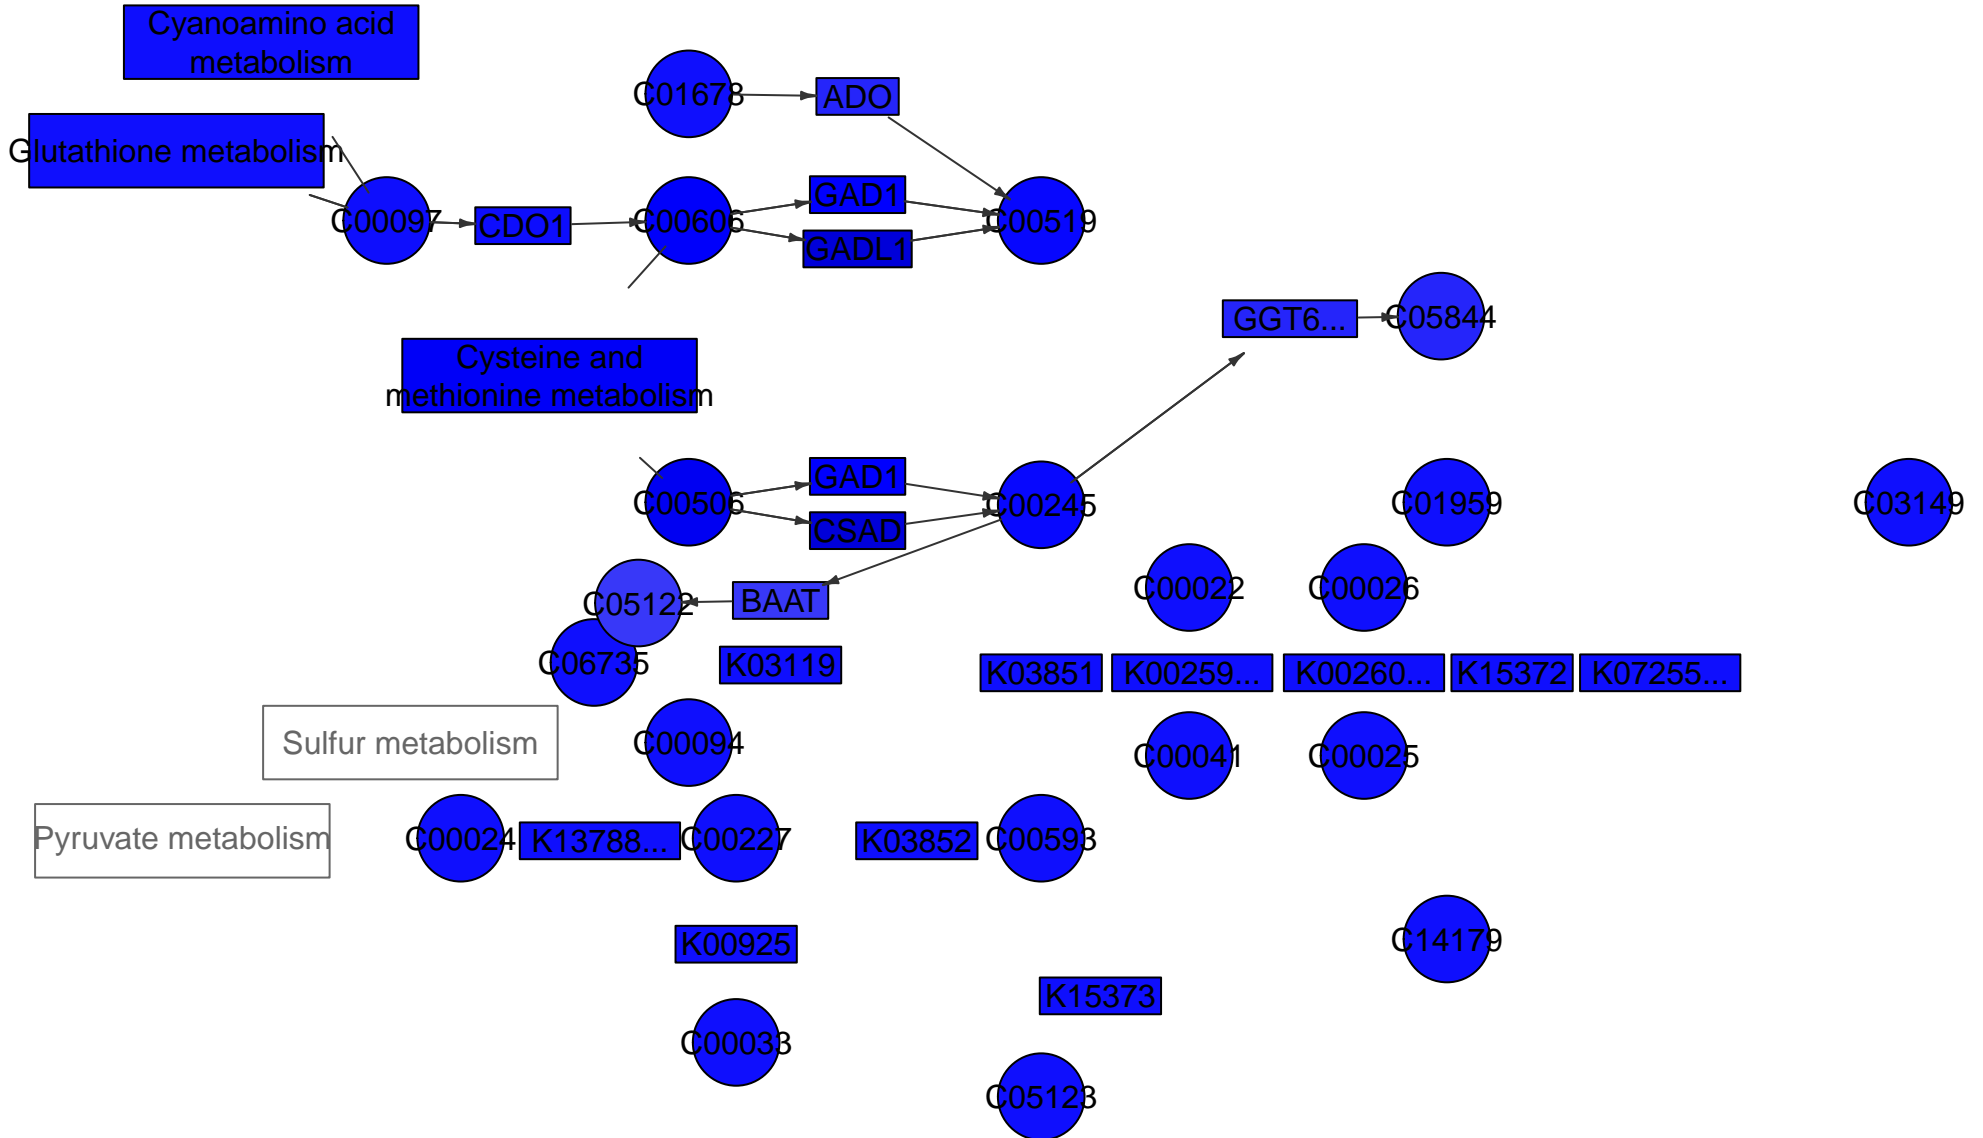 Cyanoamino acid
metabolism
C01678
ADO
Glutathione metabolism
C00097
CDO1
C00606
GAD1
GADL1
C00519
GGT6...
C05844
Cysteine and
methionine metabolism
C00506
GAD1
CSAD
C00245
C01959
C03149
C05122
BAAT
C00022
C00026
C06735
K03119
K03851
K00259...
K00260...
K15372
K07255...
Sulfur metabolism
C00094
C00041
C00025
Pyruvate metabolism
C00024
K13788...
C00227
K03852
C00593
K00925
C14179
K15373
C00033
C05123